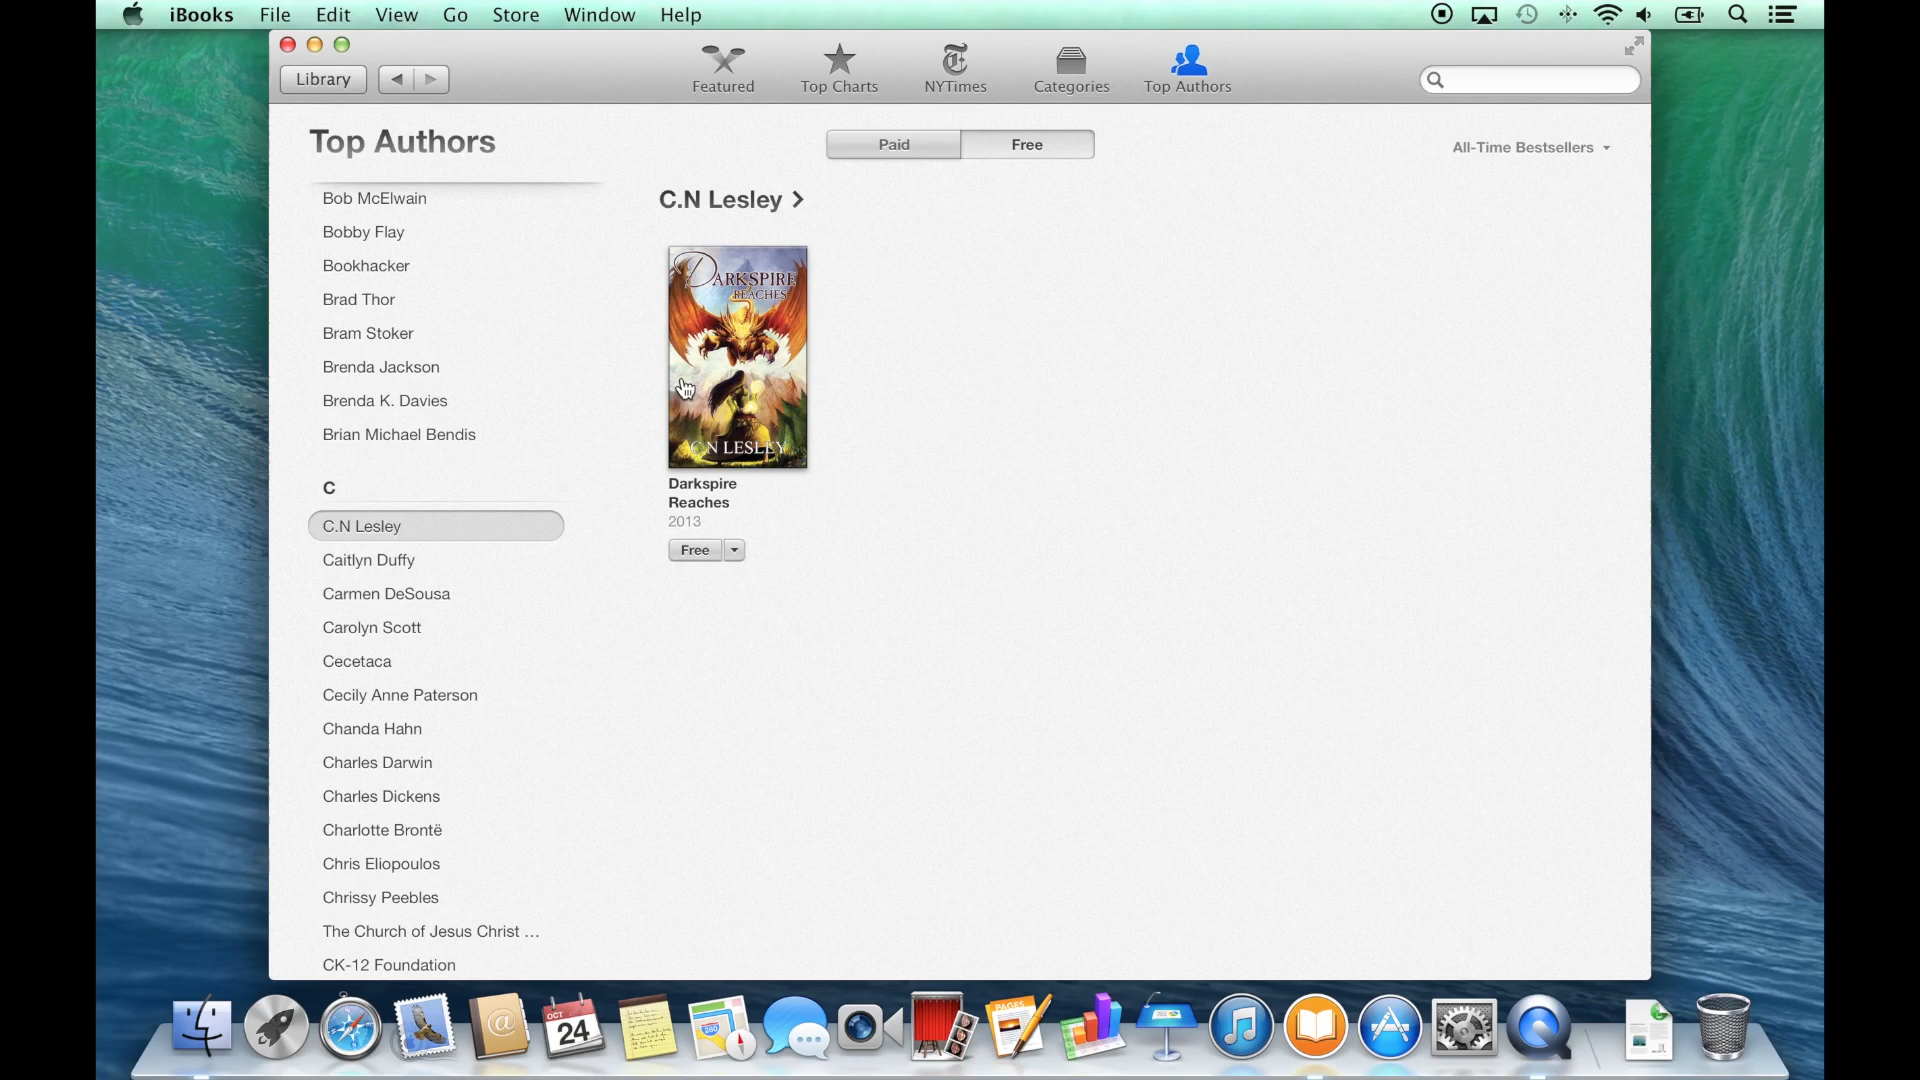 iBooks File Edit View Go Store Window Help
Library
Featured
Top Charts
NYTimes
Categories
Top Authors
Top Authors
Paid
Free
All-Time Bestsellers
Bob McElwain
Bobby Flay
Bookhacker
Brad Thor
Bram Stoker
Brenda Jackson
Brenda K. Davies
Brian Michael Bendis
C
C.N Lesley
Caitlyn Duffy
Carmen DeSousa
Carolyn Scott
Cecetaca
Cecily Anne Paterson
Chanda Hahn
Charles Darwin
Charles Dickens
Charlotte Brontë
Chris Eliopoulos
Chrissy Peebles
The Church of Jesus Christ …
CK-12 Foundation
C.N Lesley
DARKSPIRE
REACHES
C.N LESLEY
Darkspire
Reaches
2013
Free
OCT
24
280
PAGES